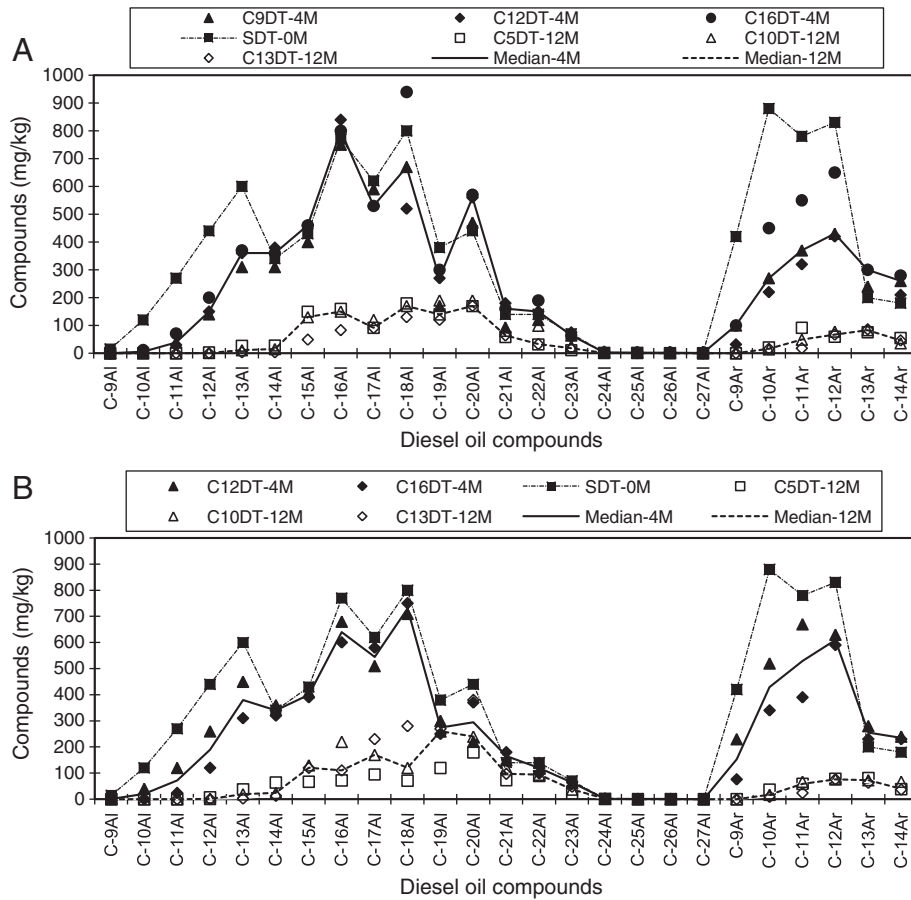 A
C9DT-4M C12DT-4M C16DT-4M
SDT-0M C5DT-12M C10DT-12M
C13DT-12M Median-4M Median-12M
Compounds (mg/kg)
1000
900
800
700
600
500
400
300
200
100
0
C-9Al C-10Al C-11Al C-12Al C-13Al C-14Al C-15Al C-16Al C-17Al C-18Al C-19Al C-20Al C-21Al C-22Al C-23Al C-24Al C-25Al C-26Al C-27Al C-9Ar C-10Ar C-11Ar C-12Ar C-13Ar C-14Ar
Diesel oil compounds
B
C12DT-4M C16DT-4M SDT-0M C5DT-12M
C10DT-12M C13DT-12M Median-4M Median-12M
Compounds (mg/kg)
1000
900
800
700
600
500
400
300
200
100
0
C-9Al C-10Al C-11Al C-12Al C-13Al C-14Al C-15Al C-16Al C-17Al C-18Al C-19Al C-20Al C-21Al C-22Al C-23Al C-24Al C-25Al C-26Al C-27Al C-9Ar C-10Ar C-11Ar C-12Ar C-13Ar C-14Ar
Diesel oil compounds